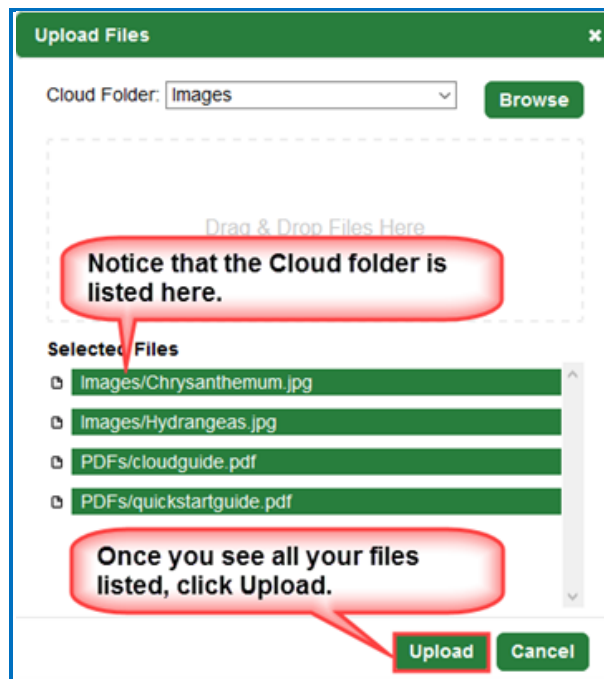 Upload Files
Cloud Folder: Images
Browse
Drag & Drop Files Here
Notice that the Cloud folder is
listed here.
Selected Files
Images/Chrysanthemum.jpg
Images/Hydrangeas.jpg
PDFs/cloudguide.pdf
PDFs/quickstartguide.pdf
Once you see all your files
listed, click Upload.
Upload Cancel